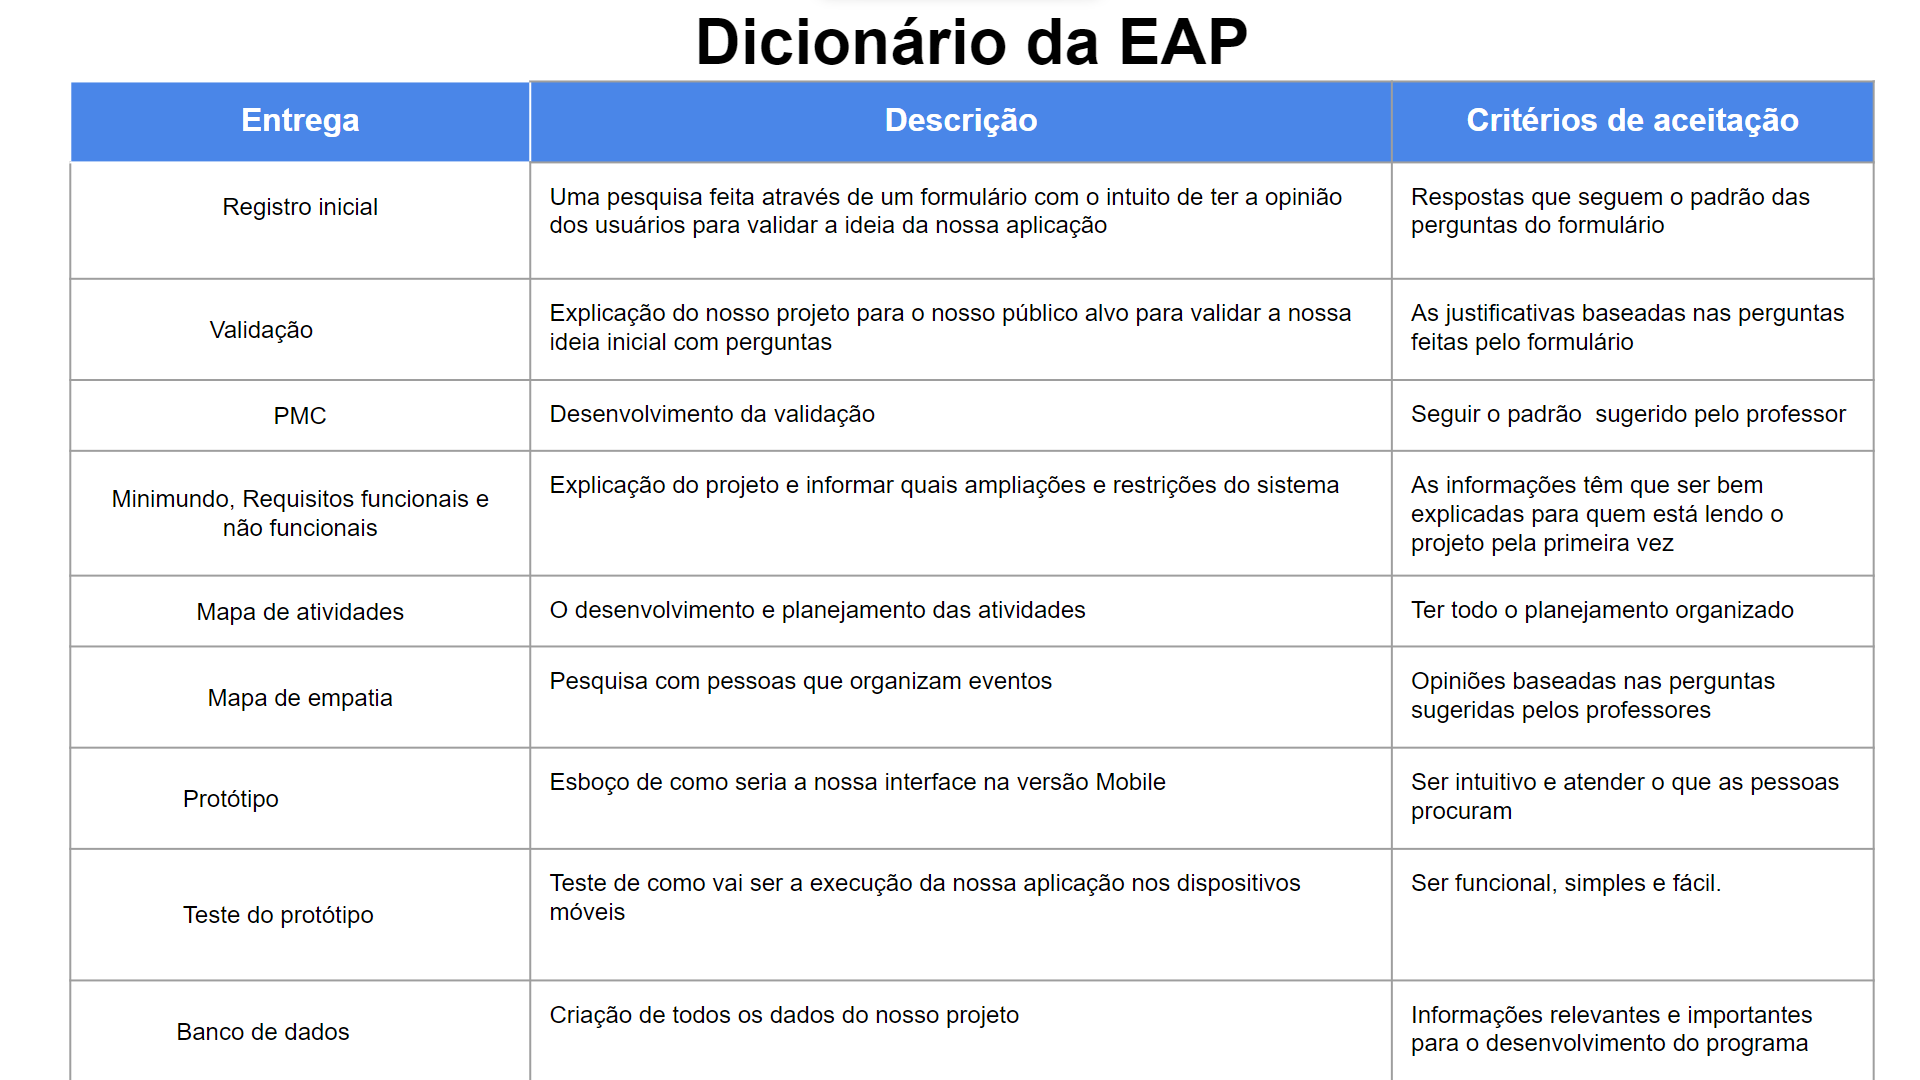 Dicionário da EAP
Entrega
Descrição
Critérios de aceitação
Registro inicial
Uma pesquisa feita através de um formulário com o intuito de ter a opinião
dos usuários para validar a ideia da nossa aplicação
Respostas que seguem o padrão das
perguntas do formulário
Validação
Explicação do nosso projeto para o nosso público alvo para validar a nossa
ideia inicial com perguntas
As justificativas baseadas nas perguntas
feitas pelo formulário
PMC
Desenvolvimento da validação
Seguir o padrão  sugerido pelo professor
Minimundo, Requisitos funcionais e
não funcionais
Explicação do projeto e informar quais ampliações e restrições do sistema
As informações têm que ser bem
explicadas para quem está lendo o
projeto pela primeira vez
Mapa de atividades
O desenvolvimento e planejamento das atividades
Ter todo o planejamento organizado
Mapa de empatia
Pesquisa com pessoas que organizam eventos
Opiniões baseadas nas perguntas
sugeridas pelos professores
Protótipo
Esboço de como seria a nossa interface na versão Mobile
Ser intuitivo e atender o que as pessoas
procuram
Teste do protótipo
Teste de como vai ser a execução da nossa aplicação nos dispositivos
móveis
Ser funcional, simples e fácil.
Banco de dados
Criação de todos os dados do nosso projeto
Informações relevantes e importantes
para o desenvolvimento do programa